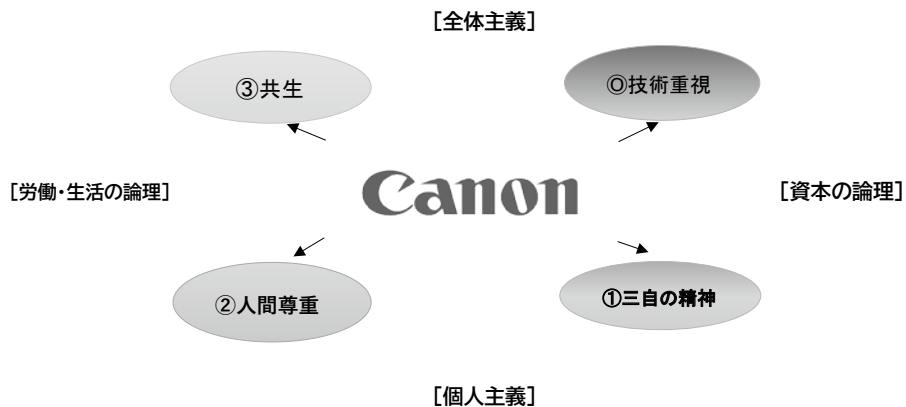 [全体主義]
③共生
◎技術重視
[労働・生活の論理]
Canon
[資本の論理]
②人間尊重
①三自の精神
[個人主義]